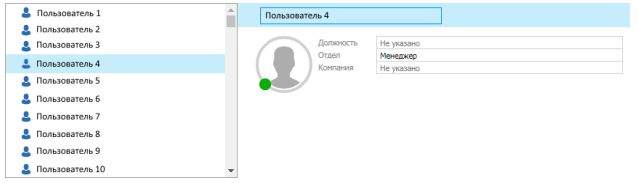 Пользователь 1
Пользователь 2
Пользователь 3
Пользователь 4
Пользователь 5
Пользователь 6
Пользователь 7
Пользователь 8
Пользователь 9
Пользователь 10
Пользователь 4
Должность Не указано
Отдел Менеджер
Компания Не указано